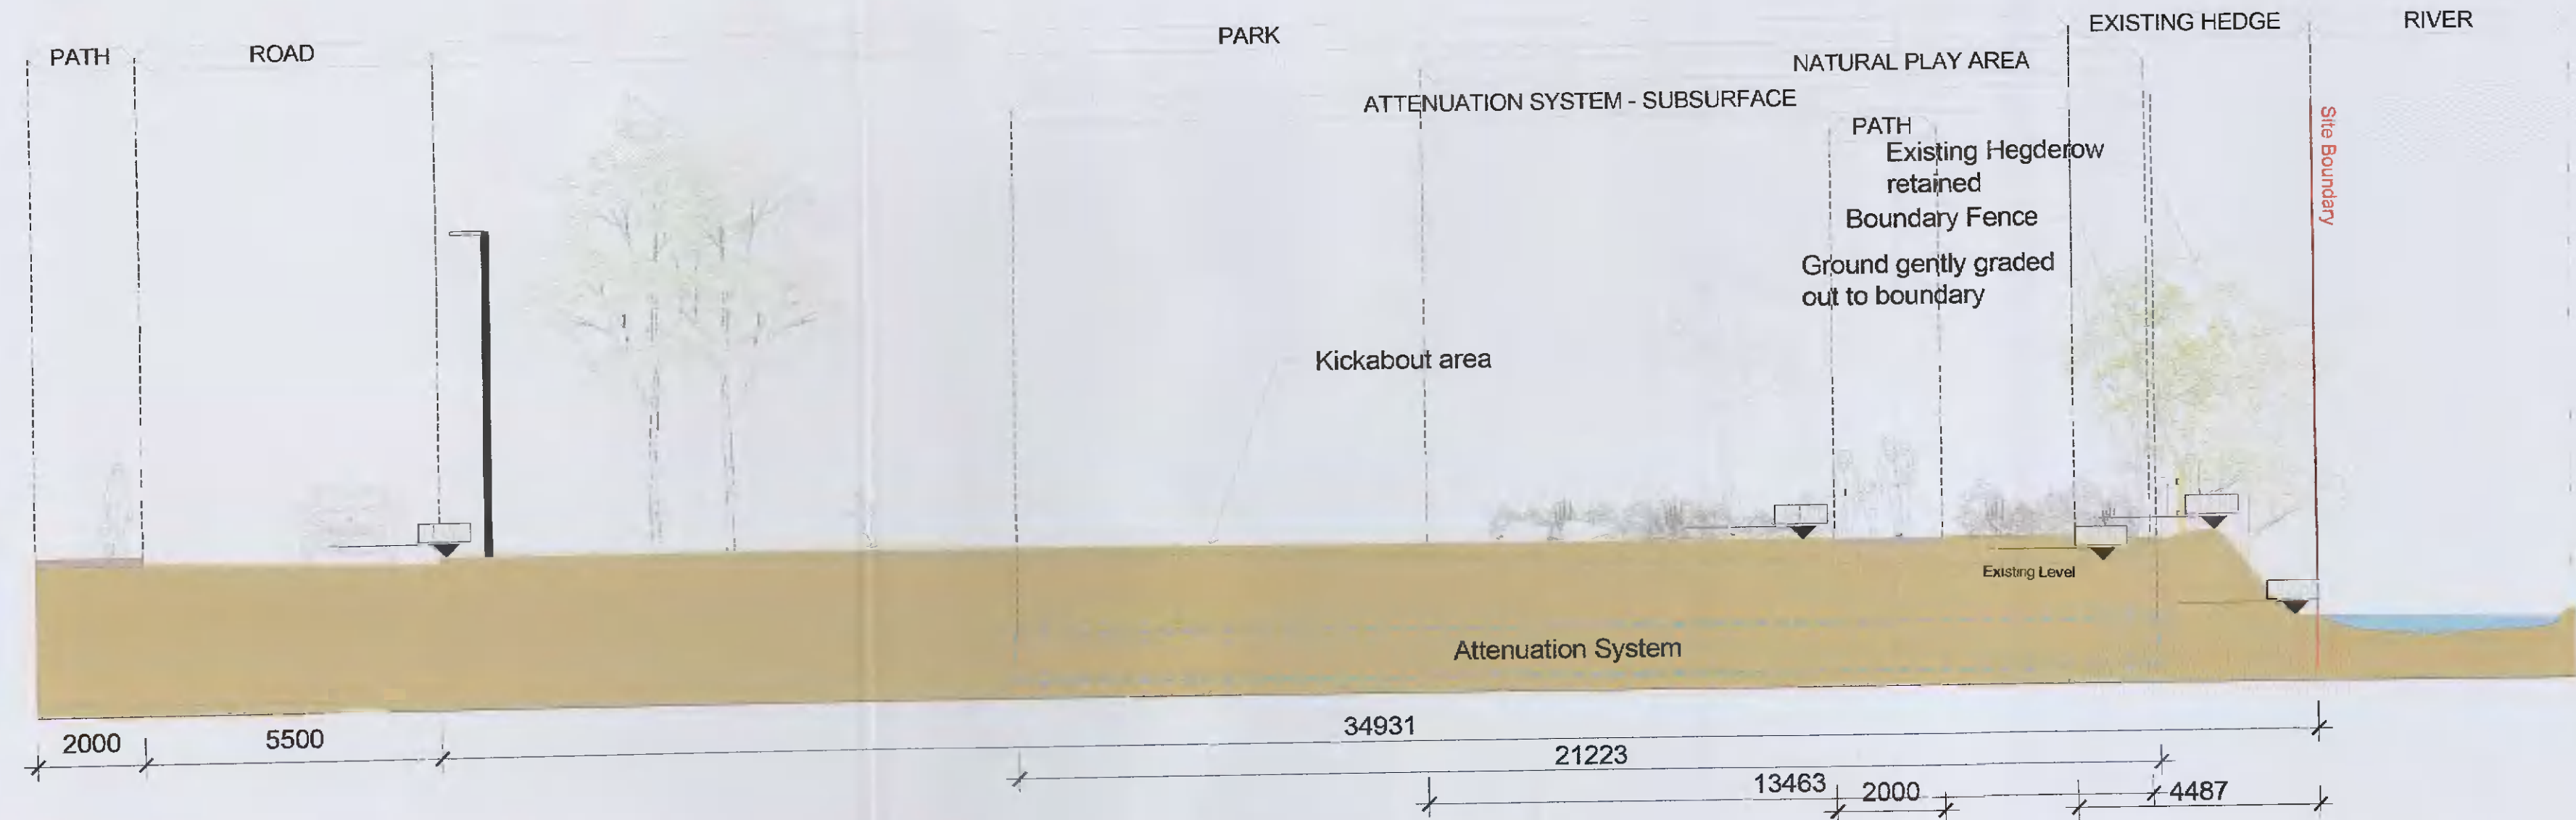 PATH
ROAD
PARK
EXISTING HEDGE
RIVER
NATURAL PLAY AREA
ATTENUATION SYSTEM - SUBSURFACE
PATH
Existing Hegderow
retained
Boundary Fence
Ground gently graded
out to boundary
Site Boundary
Kickabout area
Existing Level
Attenuation System
34931
2000
5500
21223
13463
2000
4487